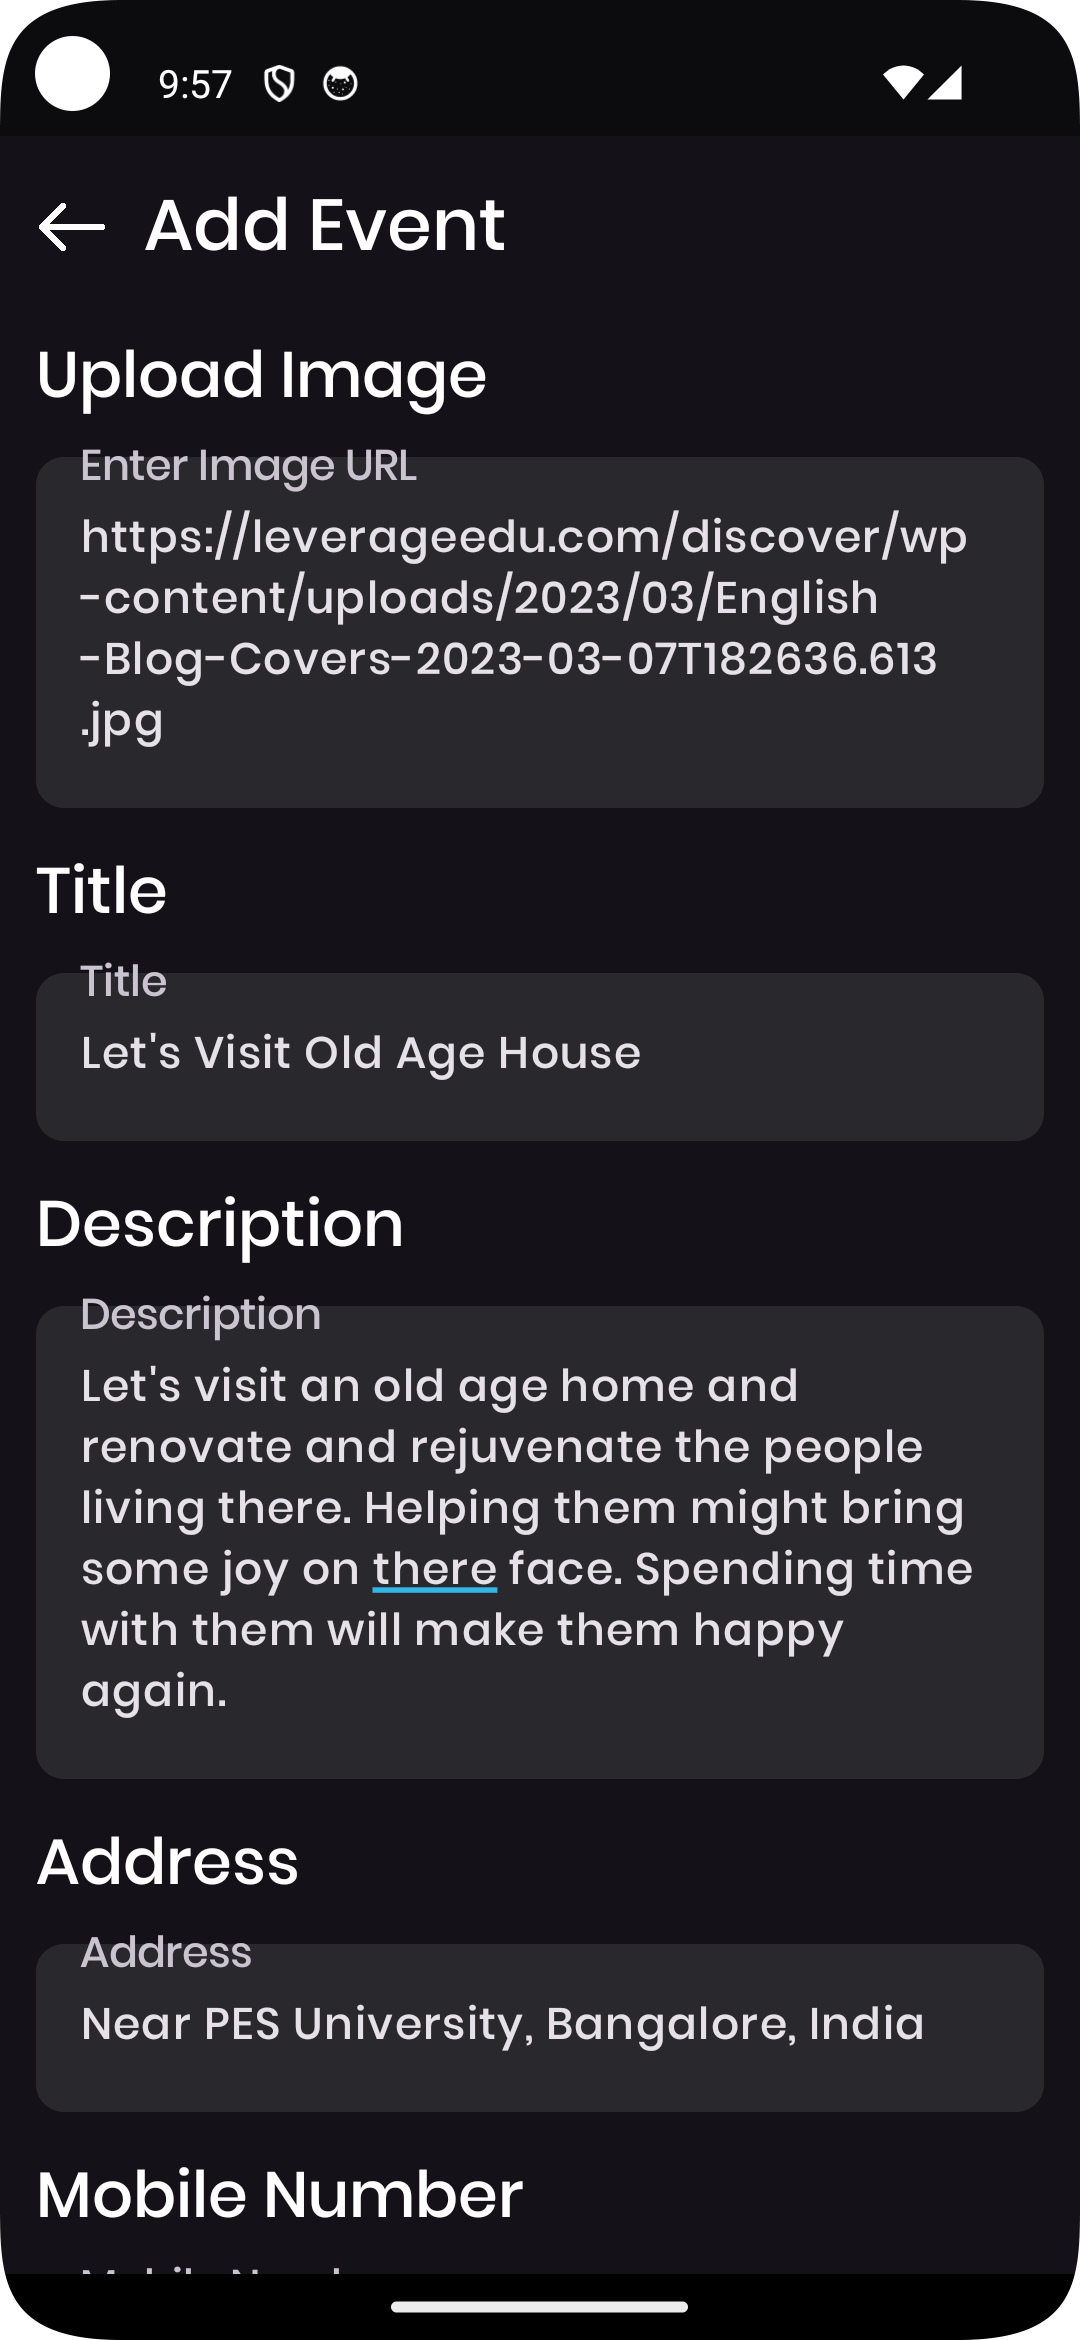 9:57
Add Event
Upload Image
Enter Image URL
https://leverageedu.com/discover/wp
-content/uploads/2023/03/English
-Blog-Covers-2023-03-07T182636.613
.jpg
Title
Title
Let's Visit Old Age House
Description
Description
Let's visit an old age home and
renovate and rejuvenate the people
living there. Helping them might bring
some joy on there face. Spending time
with them will make them happy
again.
Address
Address
Near PES University, Bangalore, India
Mobile Number